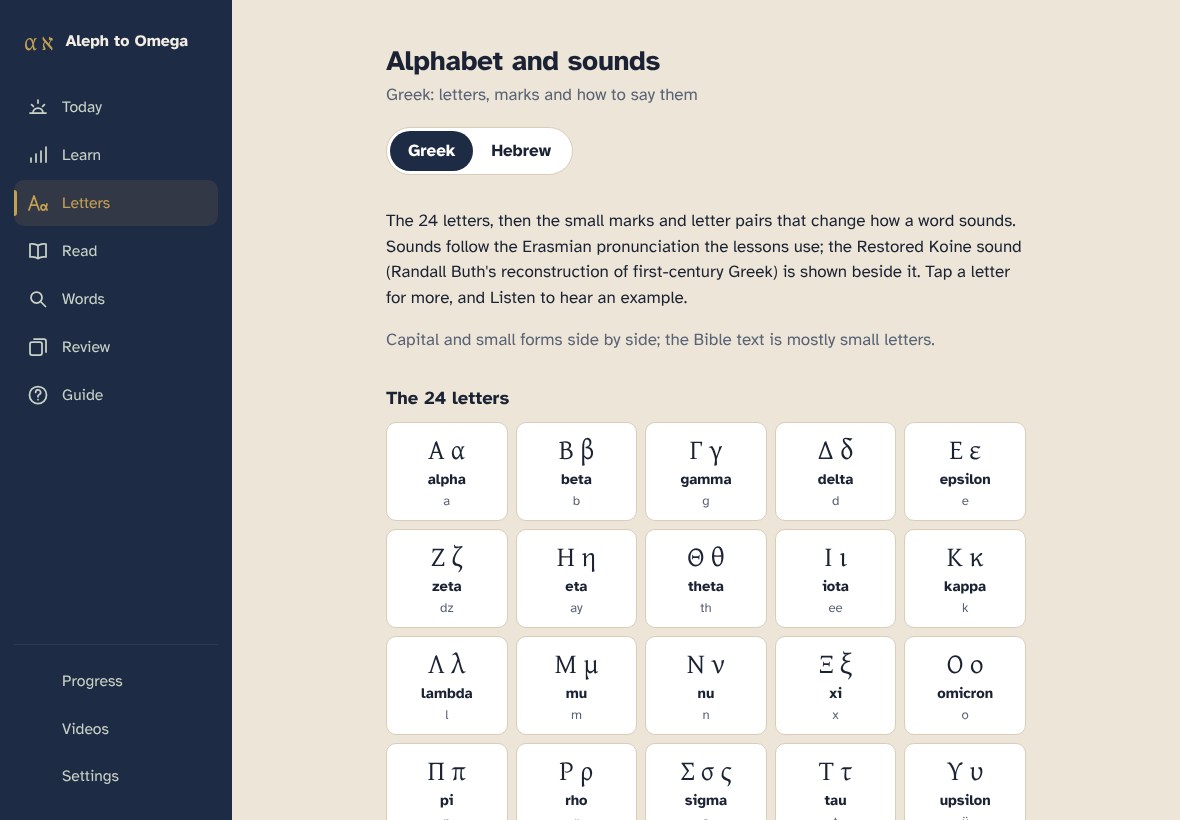 αא Aleph to Omega
Today
Learn
Aα Letters
Read
Words
Review
Guide
Progress
Videos
Settings
Alphabet and sounds
Greek: letters, marks and how to say them
Greek Hebrew
The 24 letters, then the small marks and letter pairs that change how a word sounds.
Sounds follow the Erasmian pronunciation the lessons use; the Restored Koine sound
(Randall Buth's reconstruction of first-century Greek) is shown beside it. Tap a letter
for more, and Listen to hear an example.
Capital and small forms side by side; the Bible text is mostly small letters.
The 24 letters
Α α Β β Γ γ Δ δ Ε ε
alpha beta gamma delta epsilon
a b g d e
Ζ ζ Η η Θ θ Ι ι Κ κ
zeta eta theta iota kappa
dz ay th ee k
Λ λ Μ μ Ν ν Ξ ξ Ο ο
lambda mu nu xi omicron
l m n x o
Π π Ρ ρ Σ σ ς Τ τ Υ υ
pi rho sigma tau upsilon